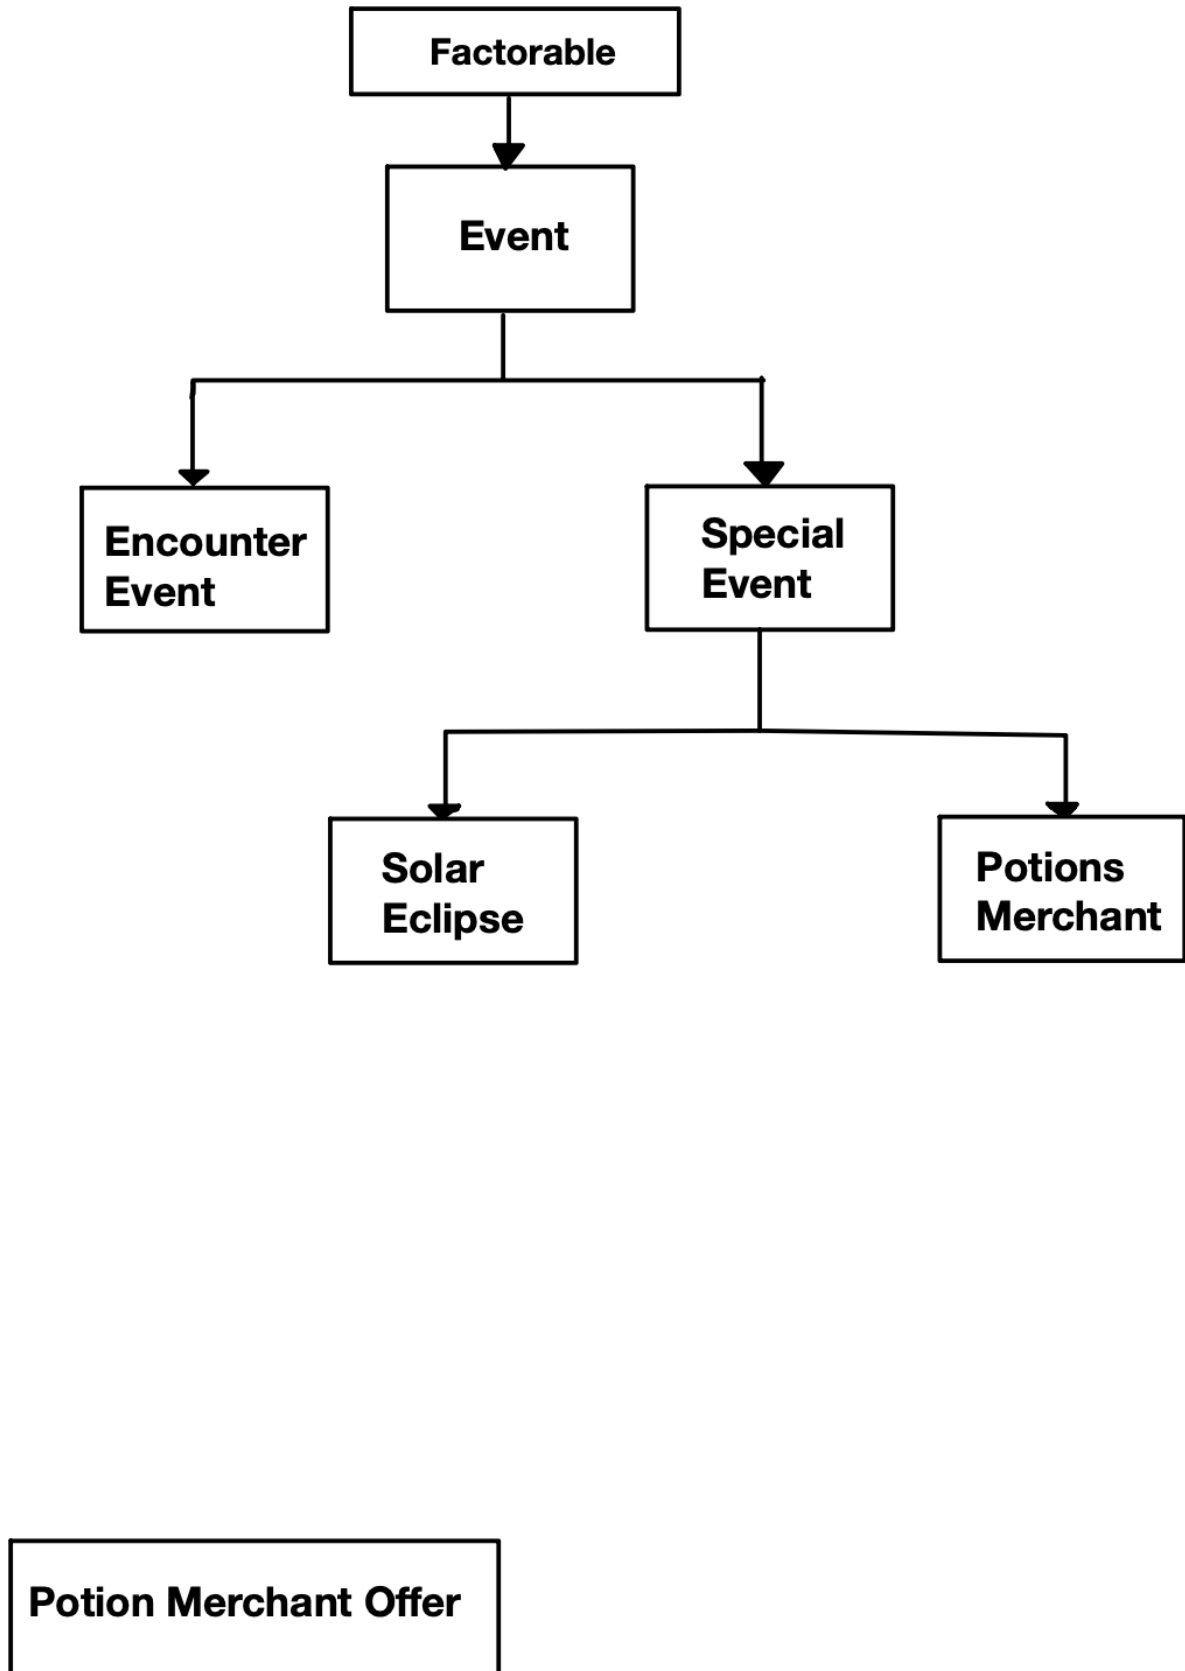 Factorable
Event
Encounter
Event
Special
Event
Solar
Eclipse
Potions
Merchant
Potion Merchant Offer